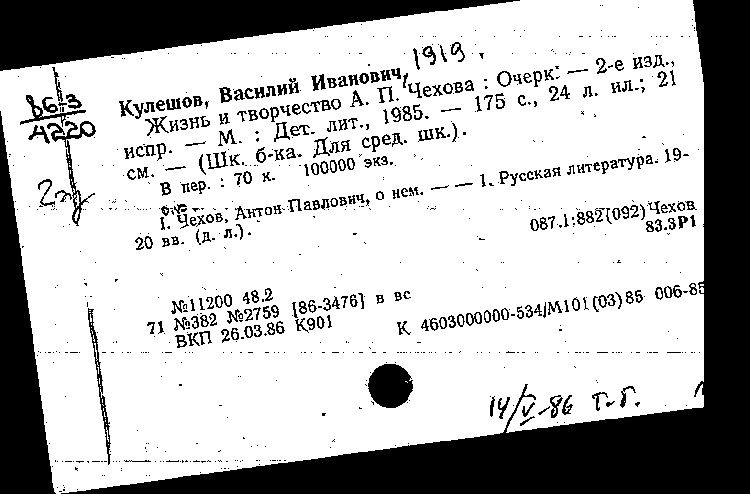 86-3
4220
Кулешов, Василий Иванович, 1919.
Жизнь и творчество А. П. Чехова : Очерк. — 2-е изд.,
испр. — М. : Дет. лит., 1985. — 175 с., 24 л. ил.; 21
см. — (Шк. б-ка. Для сред. шк.).
В пер. : 70 к. 100000 экз.
I. Чехов, Антон Павлович, о нем. — — 1. Русская литература. 19-
20 вв. (д. л.).
087.1:882(092)Чехов
83.3Р1
№11200 48.2
71 №382 №2759 [86-3476] в вс
ВКП 26.03.86 К901
К 4603000000-534/М101(03)85 006-85
14/V-86 Т.-Г.